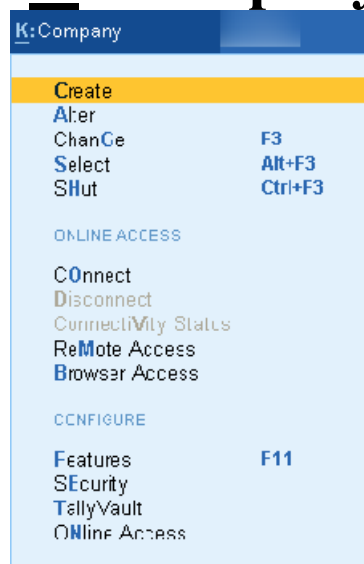 K:Company
Create
Alter
ChanGe F3
Select Alt+F3
SHut Ctrl+F3
ONLINE ACCESS
COnnect
Disconnect
ConnectiVity Status
ReMote Access
Browser Access
CONFIGURE
Features F11
SEcurity
TallyVault
ONline Access